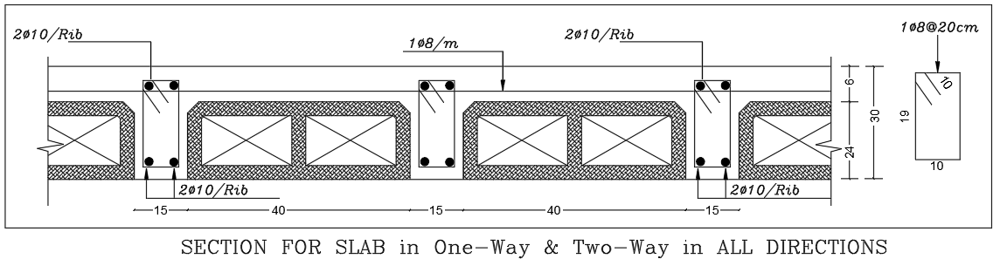 2ø10/Rib
1ø8/m
2ø10/Rib
1ø8@20cm
6
30
24
10
19
10
2ø10/Rib
2ø10/Rib
15
40
15
40
15
SECTION FOR SLAB in One-Way & Two-Way in ALL DIRECTIONS